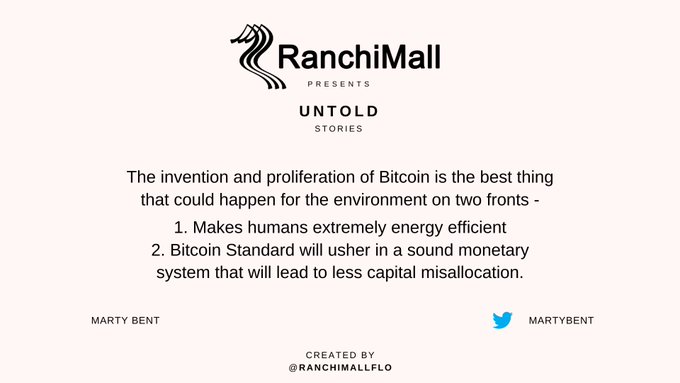 RanchiMall
PRESENTS
UNTOLD
STORIES
The invention and proliferation of Bitcoin is the best thing
that could happen for the environment on two fronts -
1. Makes humans extremely energy efficient
2. Bitcoin Standard will usher in a sound monetary
system that will lead to less capital misallocation.
MARTY BENT
MARTYBENT
CREATED BY
@RANCHIMALLFLO